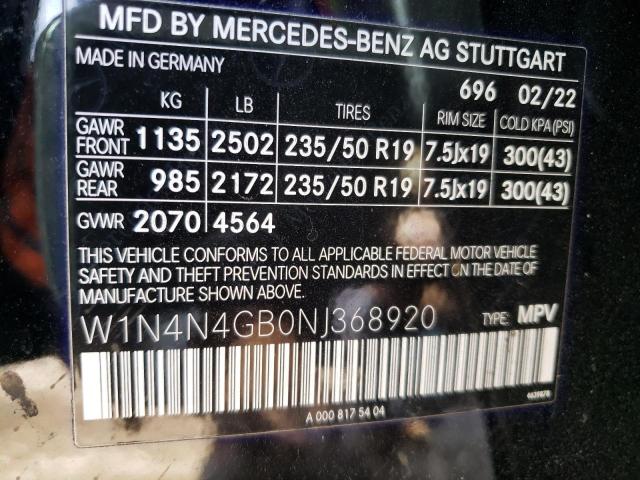 MFD BY MERCEDES-BENZ AG STUTTGART
MADE IN GERMANY
696 02/22
KG LB TIRES RIM SIZE COLD KPA (PSI)
GAWR FRONT 1135 2502 235/50 R19 7.5Jx19 300(43)
GAWR REAR 985 2172 235/50 R19 7.5Jx19 300(43)
GVWR 2070 4564
THIS VEHICLE CONFORMS TO ALL APPLICABLE FEDERAL MOTOR VEHICLE
SAFETY AND THEFT PREVENTION STANDARDS IN EFFECT ON THE DATE OF
MANUFACTURE
W1N4N4GB0NJ368920 TYPE: MPV
4639878
A 000 817 54 04